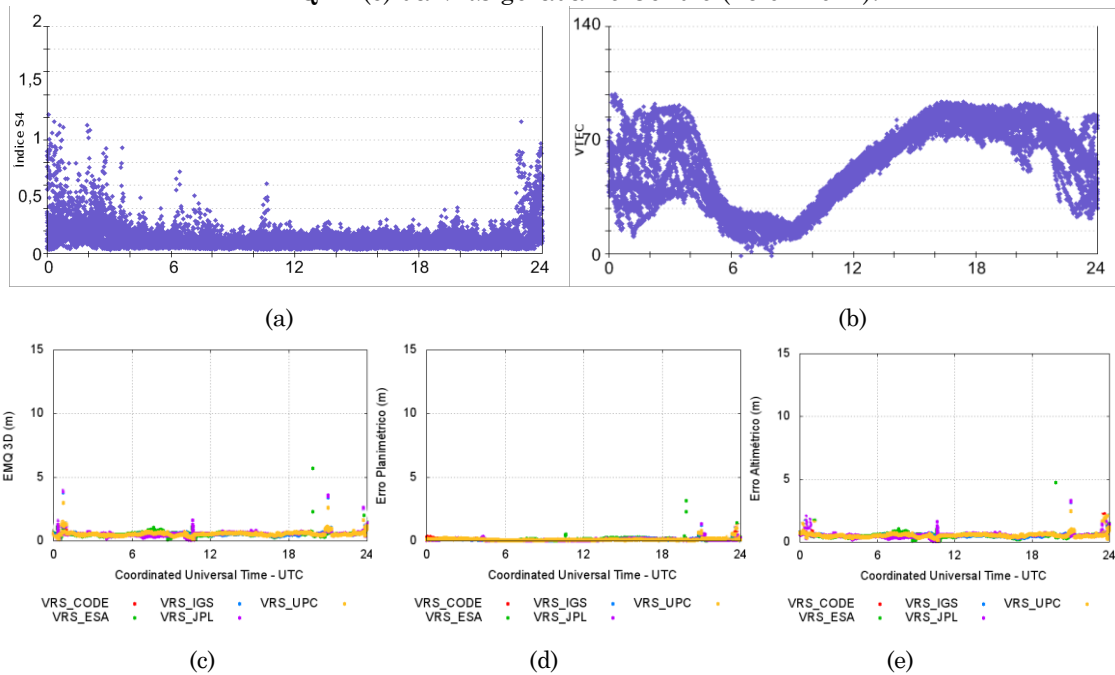 2
1,5
1
0,5
0
Indice S4
0 6 12 18 24
140
70
0
VTEC
0 6 12 18 24
(a) (b)
15
10
5
0
EMQ 3D (m)
0 6 12 18 24
Coordinated Universal Time - UTC
VRS_CODE VRS_IGS VRS_UPC
VRS_ESA VRS_JPL
15
10
5
0
Erro Planimétrico (m)
0 6 12 18 24
Coordinated Universal Time - UTC
VRS_CODE VRS_IGS VRS_UPC
VRS_ESA VRS_JPL
15
10
5
0
Erro Altimétrico (m)
0 6 12 18 24
Coordinated Universal Time - UTC
VRS_CODE VRS_IGS VRS_UPC
VRS_ESA VRS_JPL
(c) (d) (e)